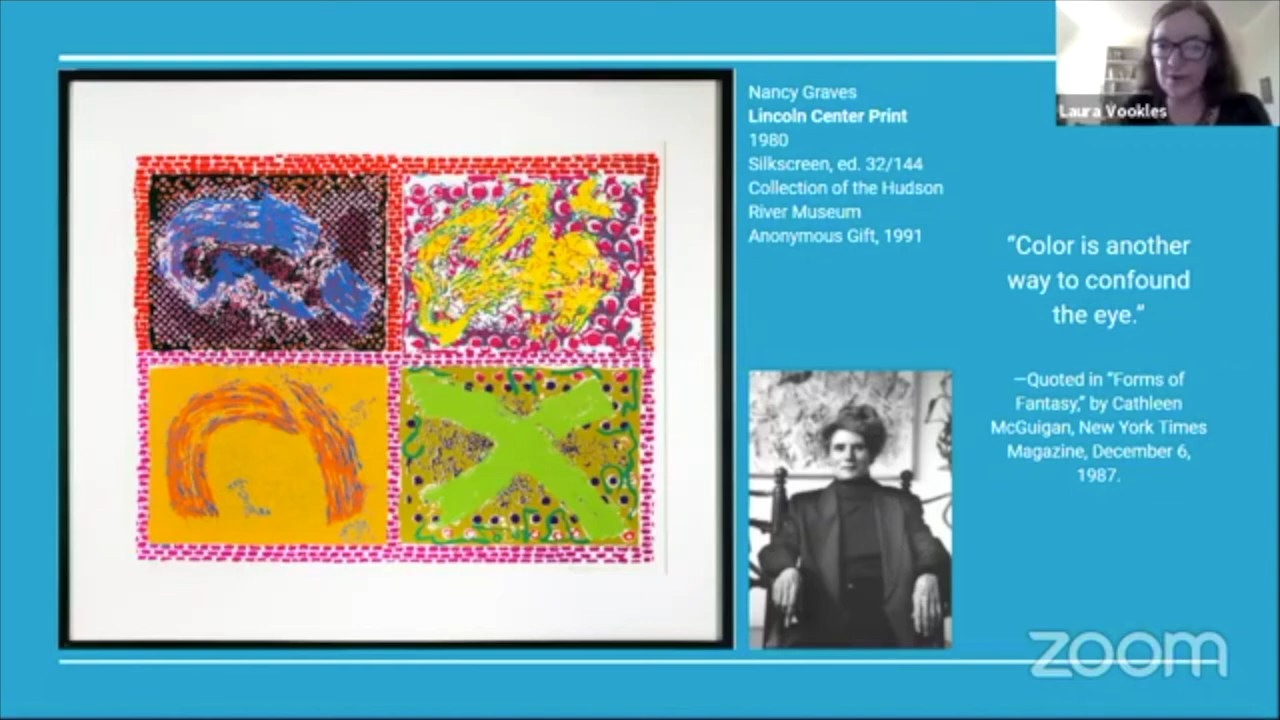 Nancy Graves
Lincoln Center Print
1980
Silkscreen, ed. 32/144
Collection of the Hudson
River Museum
Anonymous Gift, 1991
Laura Vookles
“Color is another
way to confound
the eye.”
—Quoted in “Forms of
Fantasy,” by Cathleen
McGuigan, New York Times
Magazine, December 6,
1987.
zoom